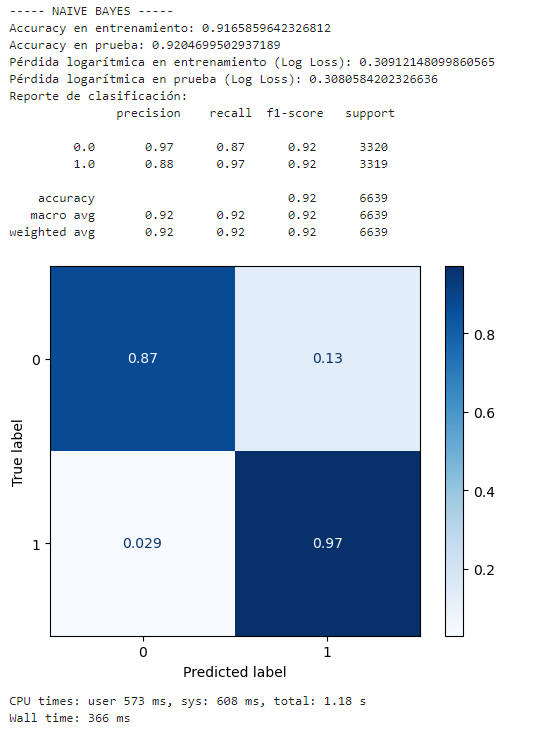 ----- NAIVE BAYES -----
Accuracy en entrenamiento: 0.9165859642326812
Accuracy en prueba: 0.9204699502937189
Pérdida logarítmica en entrenamiento (Log Loss): 0.30912148099860565
Pérdida logarítmica en prueba (Log Loss): 0.3080584202326636
Reporte de clasificación:
precision recall f1-score support
0.0 0.97 0.87 0.92 3320
1.0 0.88 0.97 0.92 3319
accuracy 0.92 6639
macro avg 0.92 0.92 0.92 6639
weighted avg 0.92 0.92 0.92 6639
True label
0
1
0.87 0.13
0.029 0.97
0 1
Predicted label
0.8
0.6
0.4
0.2
CPU times: user 573 ms, sys: 608 ms, total: 1.18 s
Wall time: 366 ms